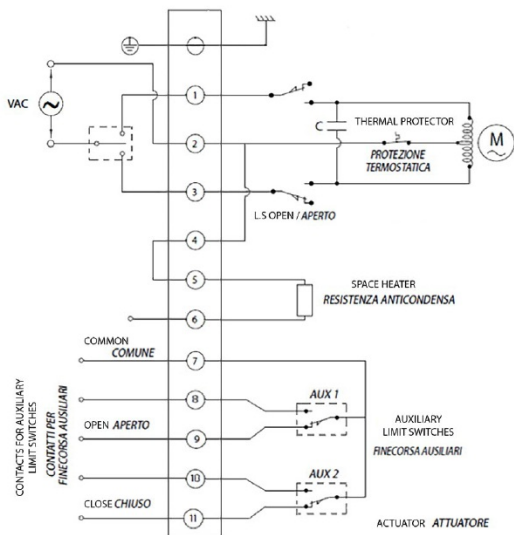 1
VAC
C
THERMAL PROTECTOR
2
PROTEZIONE
TERMOSTATICA
M
3
L.S OPEN / APERTO
4
5
SPACE HEATER
RESISTENZA ANTICONDENSA
6
COMMON
COMUNE
7
AUX 1
8
OPEN APERTO
9
AUXILIARY
LIMIT SWITCHES
FINECORSA AUSILIARI
CONTACTS FOR AUXILIARY
LIMIT SWITCHES
CONTATTI PER
FINECORSA AUSILIARI
10
AUX 2
CLOSE CHIUSO
11
ACTUATOR ATTUATORE